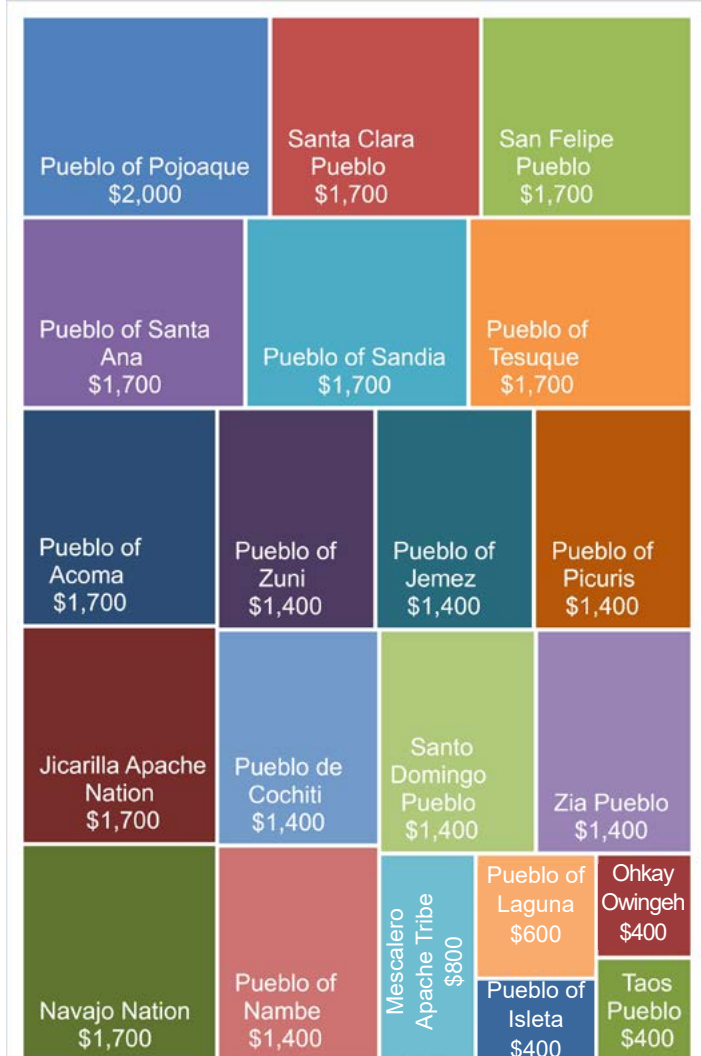 Pueblo of Pojoaque
$2,000
Santa Clara
Pueblo
$1,700
San Felipe
Pueblo
$1,700
Pueblo of Santa
Ana
$1,700
Pueblo of Sandia
$1,700
Pueblo of
Tesuque
$1,700
Pueblo of
Acoma
$1,700
Pueblo of
Zuni
$1,400
Pueblo of
Jemez
$1,400
Pueblo of
Picuris
$1,400
Jicarilla Apache
Nation
$1,700
Pueblo de
Cochiti
$1,400
Santo
Domingo
Pueblo
$1,400
Zia Pueblo
$1,400
Navajo Nation
$1,700
Pueblo of
Nambe
$1,400
Mescalero
Apache Tribe
$800
Pueblo of
Laguna
$600
Ohkay
Owingeh
$400
Pueblo of
Isleta
$400
Taos
Pueblo
$400